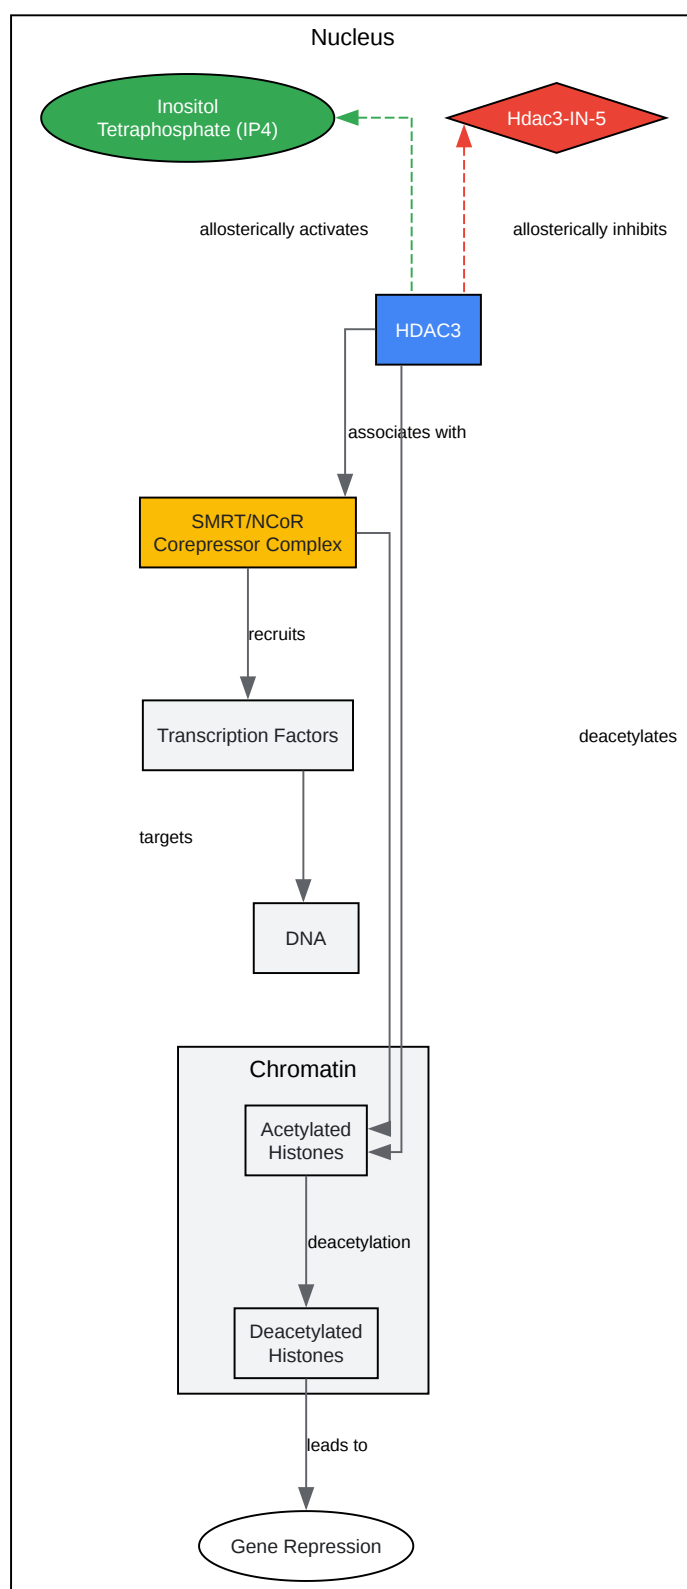 Nucleus
Inositol
Tetraphosphate (IP4)
Hdac3-IN-5
allosterically activates
allosterically inhibits
HDAC3
associates with
SMRT/NCoR
Corepressor Complex
recruits
Transcription Factors
deacetylates
targets
DNA
Chromatin
Acetylated
Histones
deacetylation
Deacetylated
Histones
leads to
Gene Repression